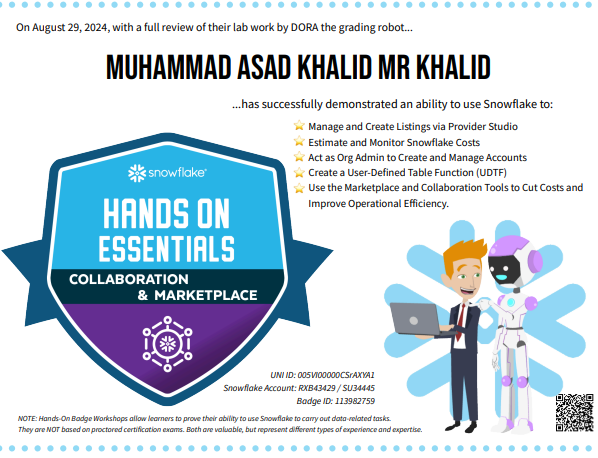 On August 29, 2024, with a full review of their lab work by DORA the grading robot...
MUHAMMAD ASAD KHALID MR KHALID
...has successfully demonstrated an ability to use Snowflake to:
Manage and Create Listings via Provider Studio
Estimate and Monitor Snowflake Costs
Act as Org Admin to Create and Manage Accounts
Create a User-Defined Table Function (UDTF)
Use the Marketplace and Collaboration Tools to Cut Costs and
Improve Operational Efficiency.
snowflake®
HANDS ON
ESSENTIALS
COLLABORATION
& MARKETPLACE
UNI ID: 005VI00000CSrAXYA1
Snowflake Account: RXB43429 / SU34445
Badge ID: 113982759
NOTE: Hands-On Badge Workshops allow learners to prove their ability to use Snowflake to carry out data-related tasks.
They are NOT based on proctored certification exams. Both are valuable, but represent different types of experience and expertise.